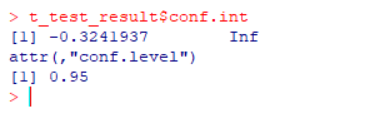 > t_test_result$conf.int
[1] -0.3241937        Inf
attr(,"conf.level")
[1] 0.95
>